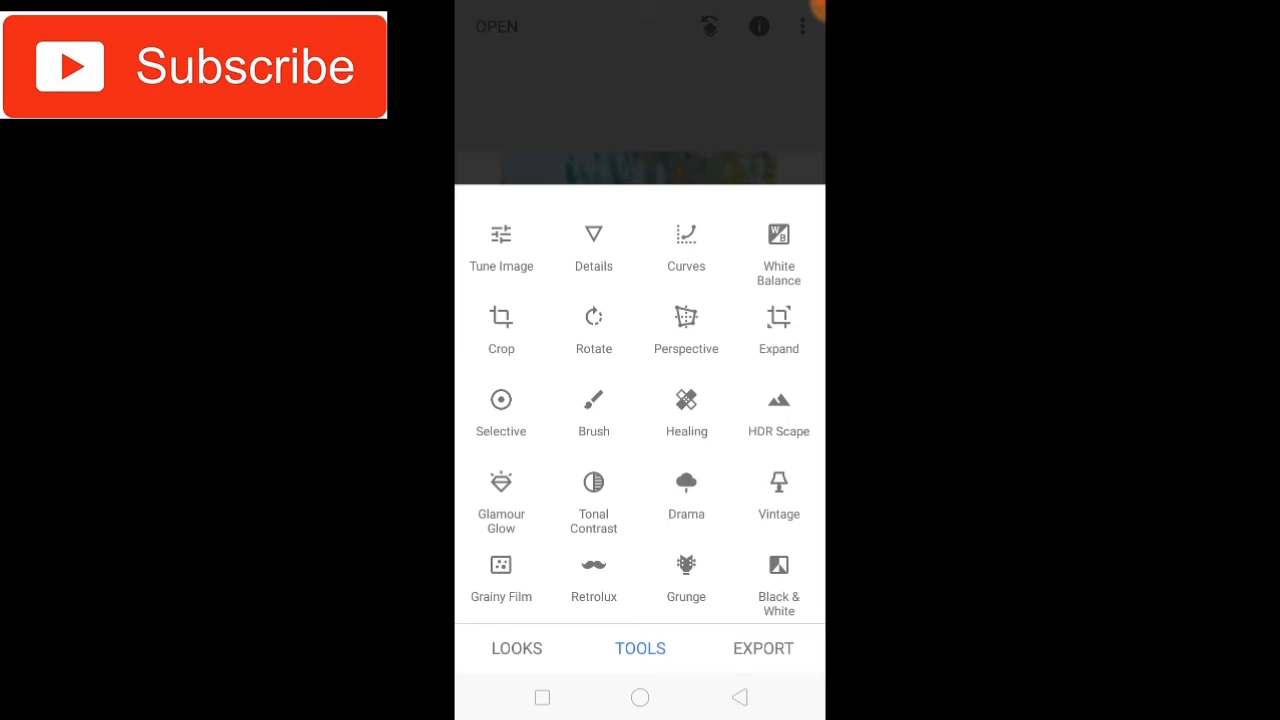 Subscribe
OPEN
Tune Image
Details
Curves
White
Balance
Crop
Rotate
Perspective
Expand
Selective
Brush
Healing
HDR Scape
Glamour
Glow
Tonal
Contrast
Drama
Vintage
Grainy Film
Retrolux
Grunge
Black &
White
LOOKS
TOOLS
EXPORT